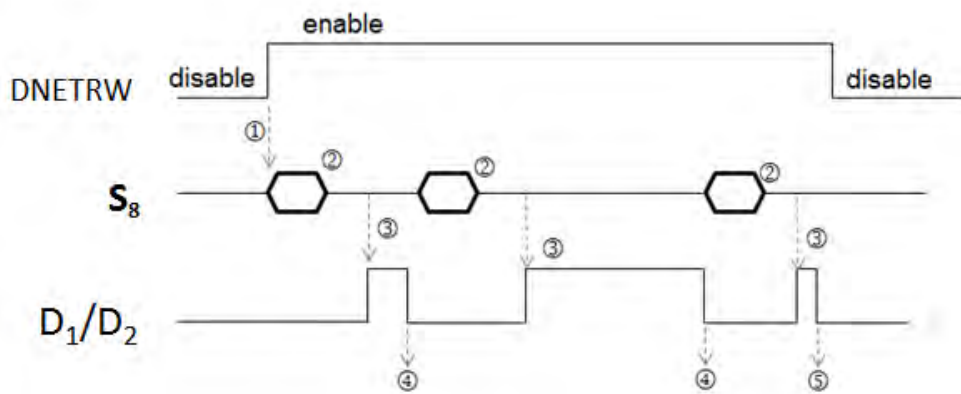 enable
disable
DNETRW
disable
①
②
②
②
S₈
③
③
③
D₁/D₂
④
④
⑤